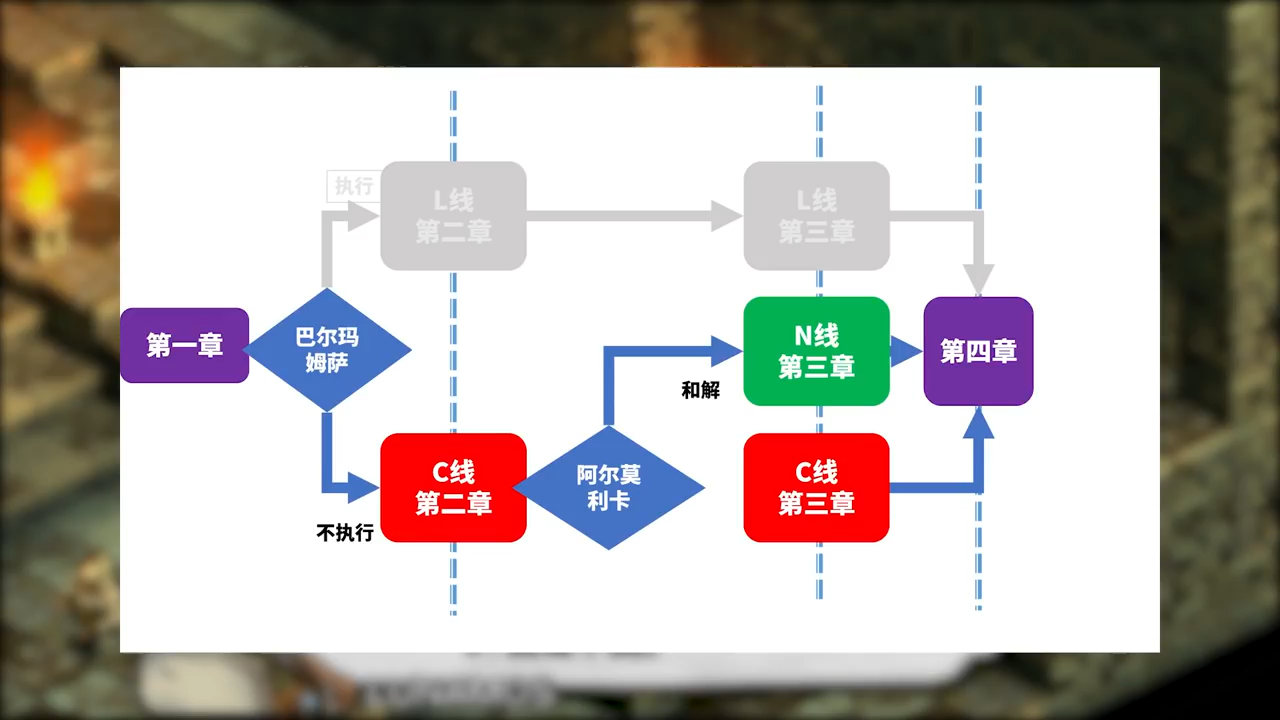 执行
L线
第二章
L线
第三章
第一章
巴尔玛
姆萨
N线
第三章
第四章
和解
C线
第二章
阿尔莫
利卡
C线
第三章
不执行